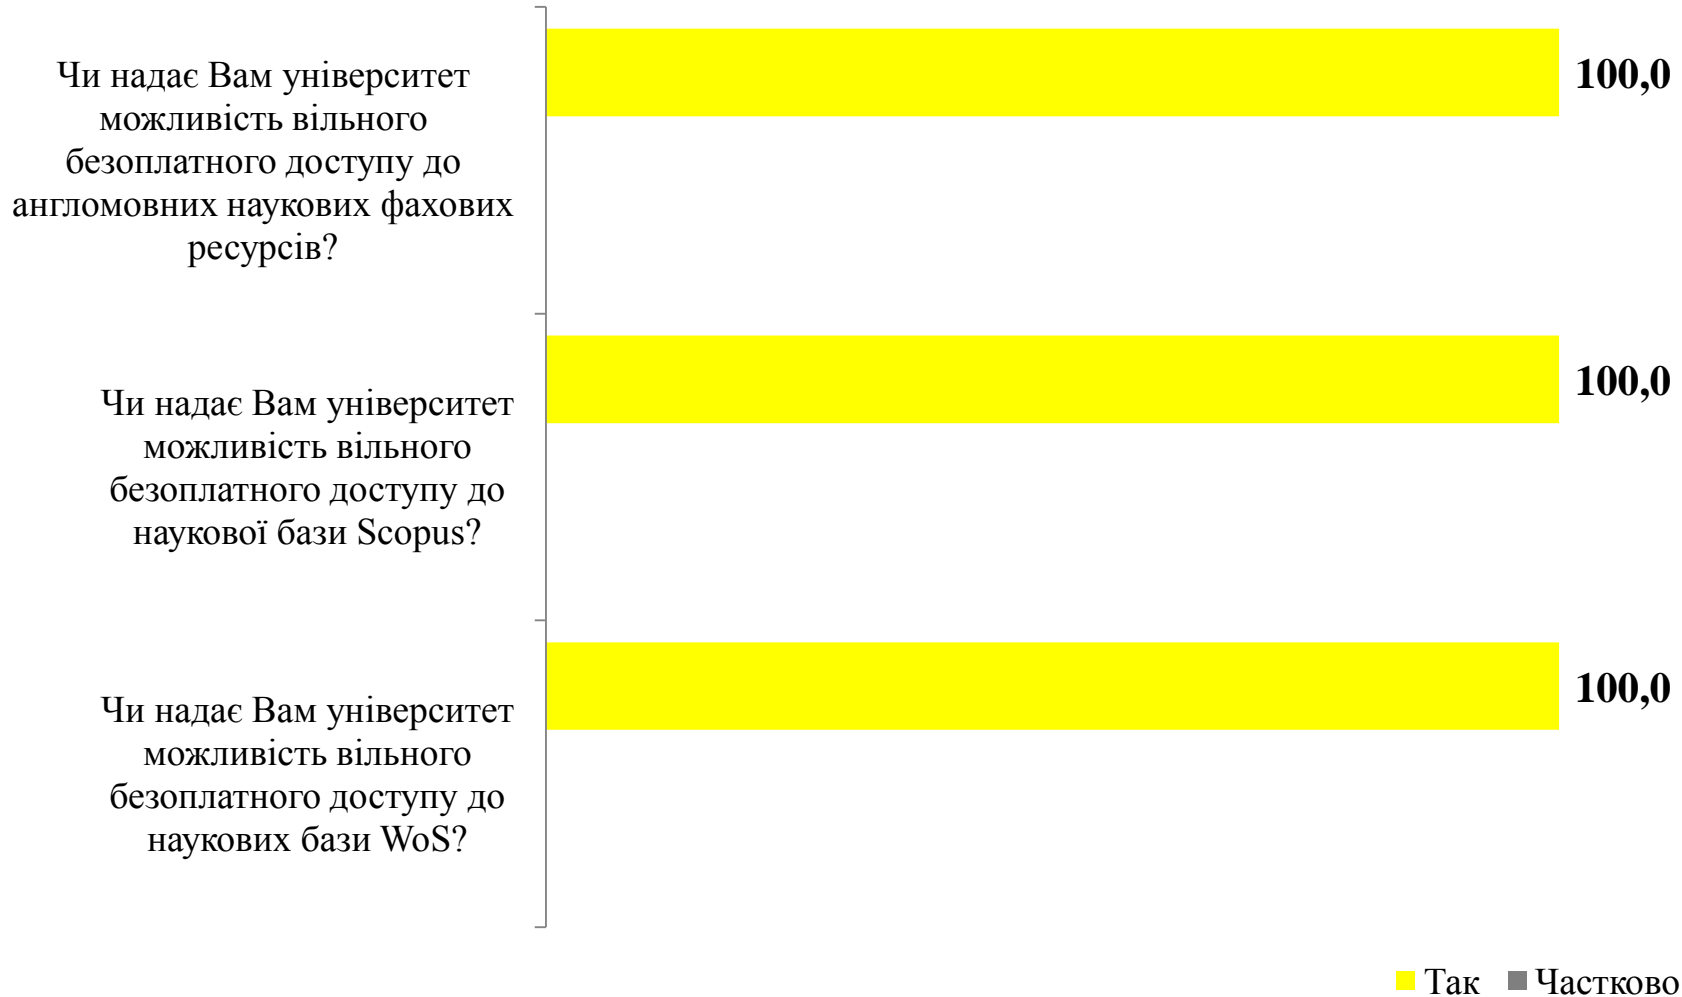 Чи надає Вам університет
можливість вільного
безоплатного доступу до
англомовних наукових фахових
ресурсів?
100,0
Чи надає Вам університет
можливість вільного
безоплатного доступу до
наукової бази Scopus?
100,0
Чи надає Вам університет
можливість вільного
безоплатного доступу до
наукових бази WoS?
100,0
Так Частково